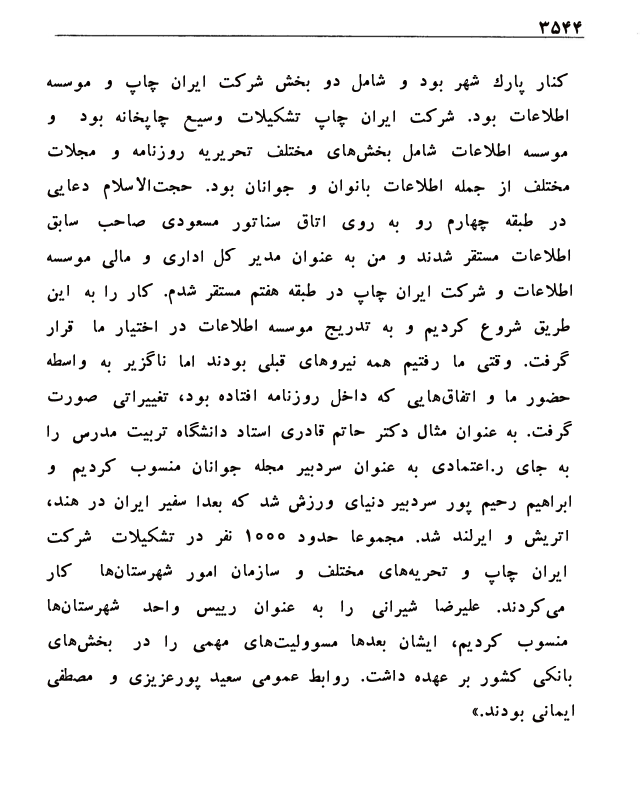 ۳۵۴۴
کنار پارك شهر بود و شامل دو بخش شرکت ایران چاپ و موسسه
اطلاعات بود. شرکت ایران چاپ تشکیلات وسیع چاپخانه بود و
موسسه اطلاعات شامل بخش‌های مختلف تحریریه روزنامه و مجلات
مختلف از جمله اطلاعات بانوان و جوانان بود. حجت‌الاسلام دعایی
در طبقه چهارم رو به روی اتاق سناتور مسعودی صاحب سابق
اطلاعات مستقر شدند و من به عنوان مدیر کل اداری و مالی موسسه
اطلاعات و شرکت ایران چاپ در طبقه هفتم مستقر شدم. کار را به این
طریق شروع کردیم و به تدریج موسسه اطلاعات در اختیار ما قرار
گرفت. وقتی ما رفتیم همه نیروهای قبلی بودند اما ناگزیر به واسطه
حضور ما و اتفاق‌هایی که داخل روزنامه افتاده بود، تغییراتی صورت
گرفت. به عنوان مثال دکتر حاتم قادری استاد دانشگاه تربیت مدرس را
به جای ر.اعتمادی به عنوان سردبیر مجله جوانان منسوب کردیم و
ابراهیم رحیم پور سردبیر دنیای ورزش شد که بعدا سفیر ایران در هند،
اتریش و ایرلند شد. مجموعا حدود ۱۰۰۰ نفر در تشکیلات شرکت
ایران چاپ و تحریه‌های مختلف و سازمان امور شهرستان‌ها کار
می‌کردند. علیرضا شیرانی را به عنوان رییس واحد شهرستان‌ها
منسوب کردیم، ایشان بعدها مسوولیت‌های مهمی را در بخش‌های
بانکی کشور بر عهده داشت. روابط عمومی سعید پورعزیزی و مصطفی
ایمانی بودند.»